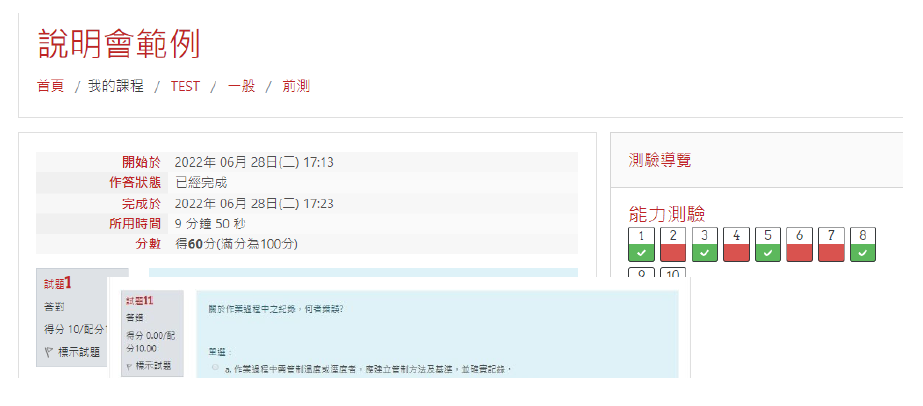 說明會範例
首頁 / 我的課程 / TEST / 一般 / 前測
開始於 2022年 06月 28日(二) 17:13
作答狀態 已經完成
完成於 2022年 06月 28日(二) 17:23
所用時間 9 分鐘 50 秒
分數 得60分(滿分為100分)
試題1
答對
得分 10/配分
標示試題
試題11
答錯
得分 0.00/配
分10.00
標示試題
關於作業過程中之紀錄，何者錯誤?
單選：
a. 作業過程中需管制溫度或溼度者，應建立管制方法及基準，並確實記錄。
測驗導覽
能力測驗
1 2 3 4 5 6 7 8
9 10